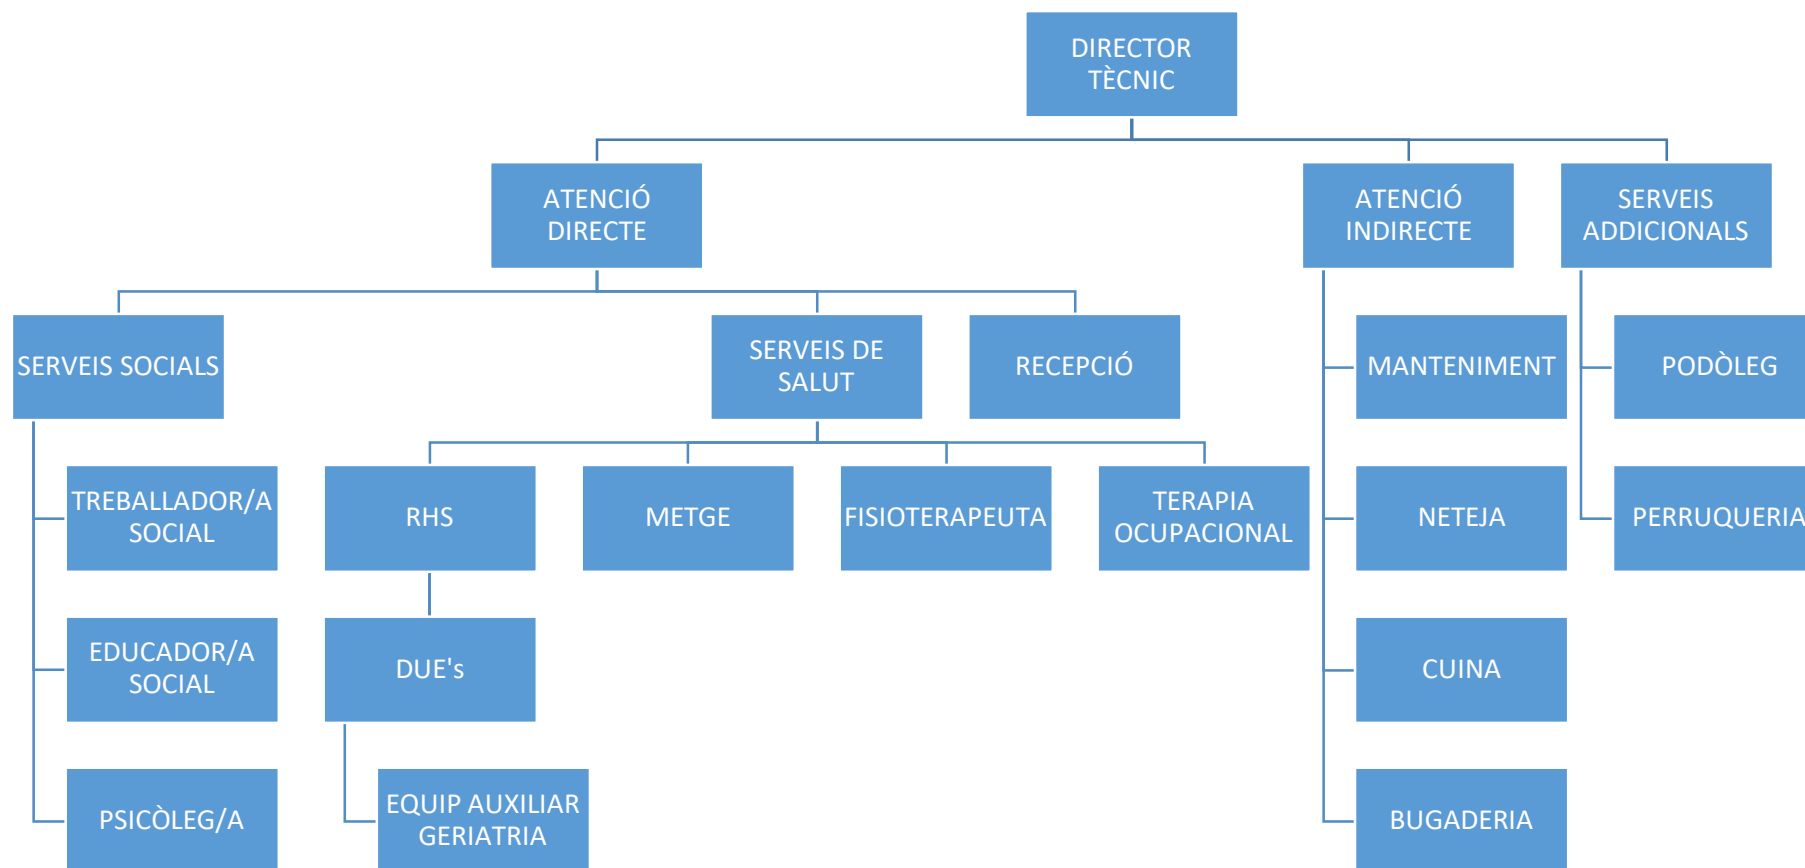 DIRECTOR
TÈCNIC
ATENCIÓ
DIRECTE
ATENCIÓ
INDIRECTE
SERVEIS
ADDICIONALS
SERVEIS SOCIALS
SERVEIS DE
SALUT
RECEPCIÓ
MANTENIMENT
PODÒLEG
TREBALLADOR/A
SOCIAL
RHS
METGE
FISIOTERAPEUTA
TERAPIA
OCUPACIONAL
NETEJA
PERRUQUERIA
EDUCADOR/A
SOCIAL
DUE's
CUINA
PSICÒLEG/A
EQUIP AUXILIAR
GERIATRIA
BUGADERIA